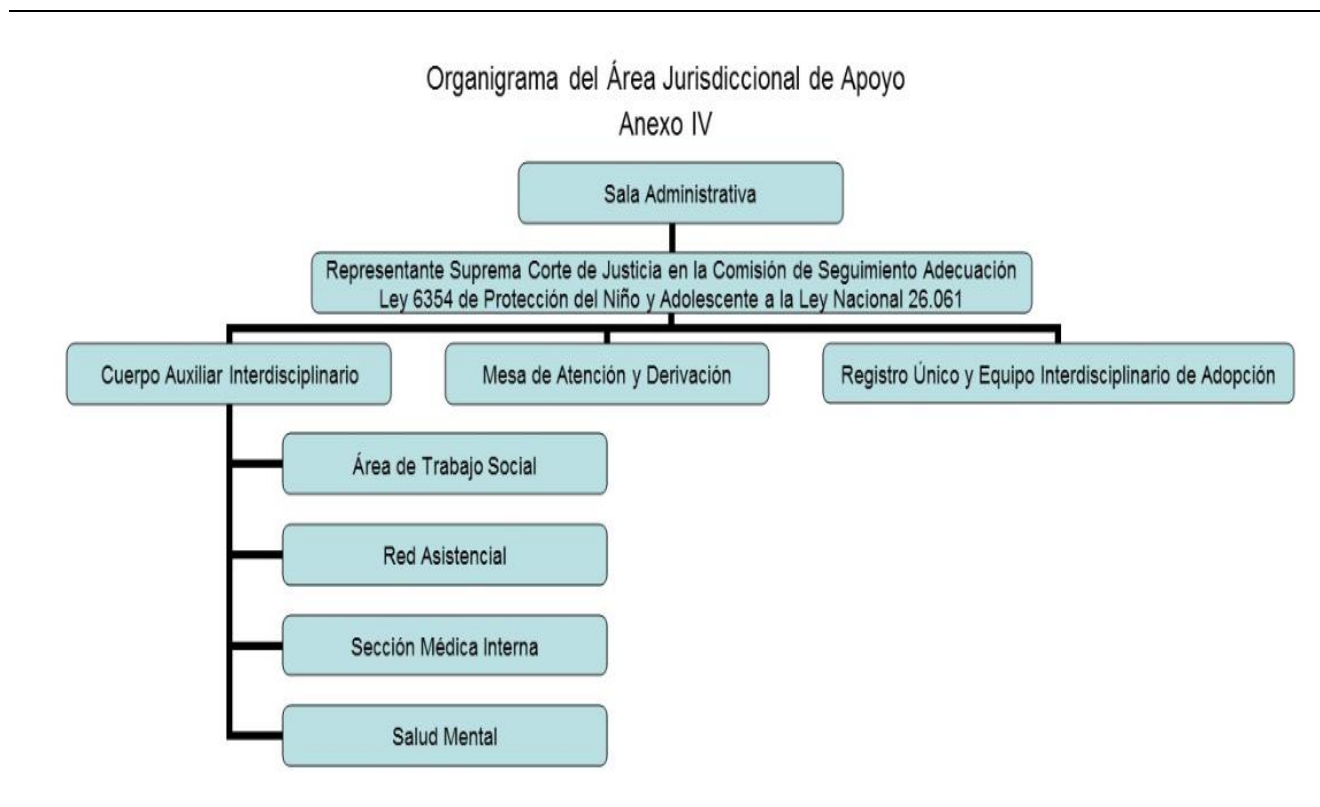 Organigrama del Área Jurisdiccional de Apoyo
Anexo IV
Sala Administrativa
Representante Suprema Corte de Justicia en la Comisión de Seguimiento Adecuación
Ley 6354 de Protección del Niño y Adolescente a la Ley Nacional 26.061
Cuerpo Auxiliar Interdisciplinario
Mesa de Atención y Derivación
Registro Único y Equipo Interdisciplinario de Adopción
Área de Trabajo Social
Red Asistencial
Sección Médica Interna
Salud Mental